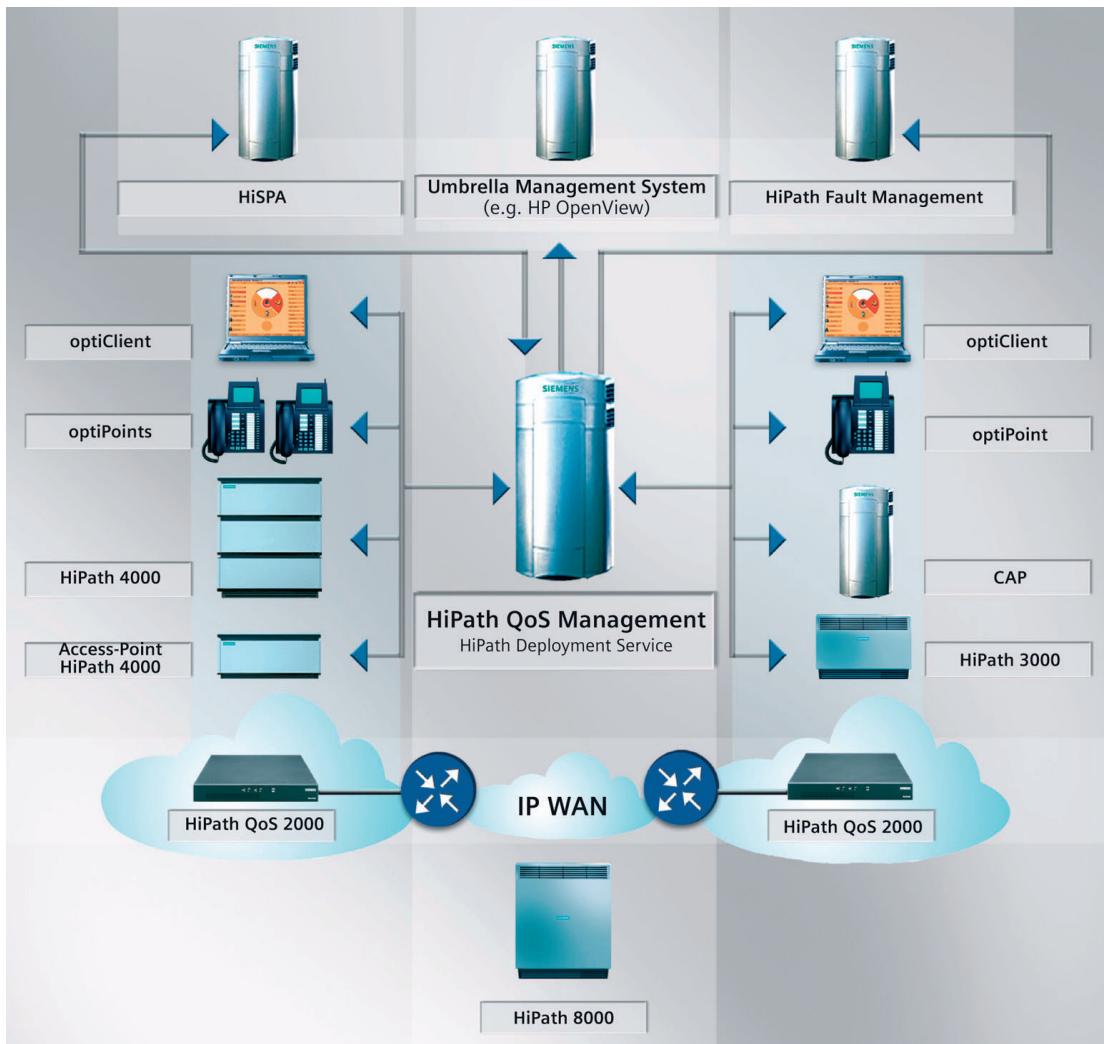 SIEMENS
SIEMENS
SIEMENS
HiSPA
Umbrella Management System
(e.g. HP OpenView)
HiPath Fault Management
optiClient
optiClient
SIEMENS
optiPoints
optiPoint
HiPath 4000
CAP
HiPath QoS Management
HiPath Deployment Service
Access-Point
HiPath 4000
HiPath 3000
IP WAN
HiPath QoS 2000
HiPath QoS 2000
HiPath 8000